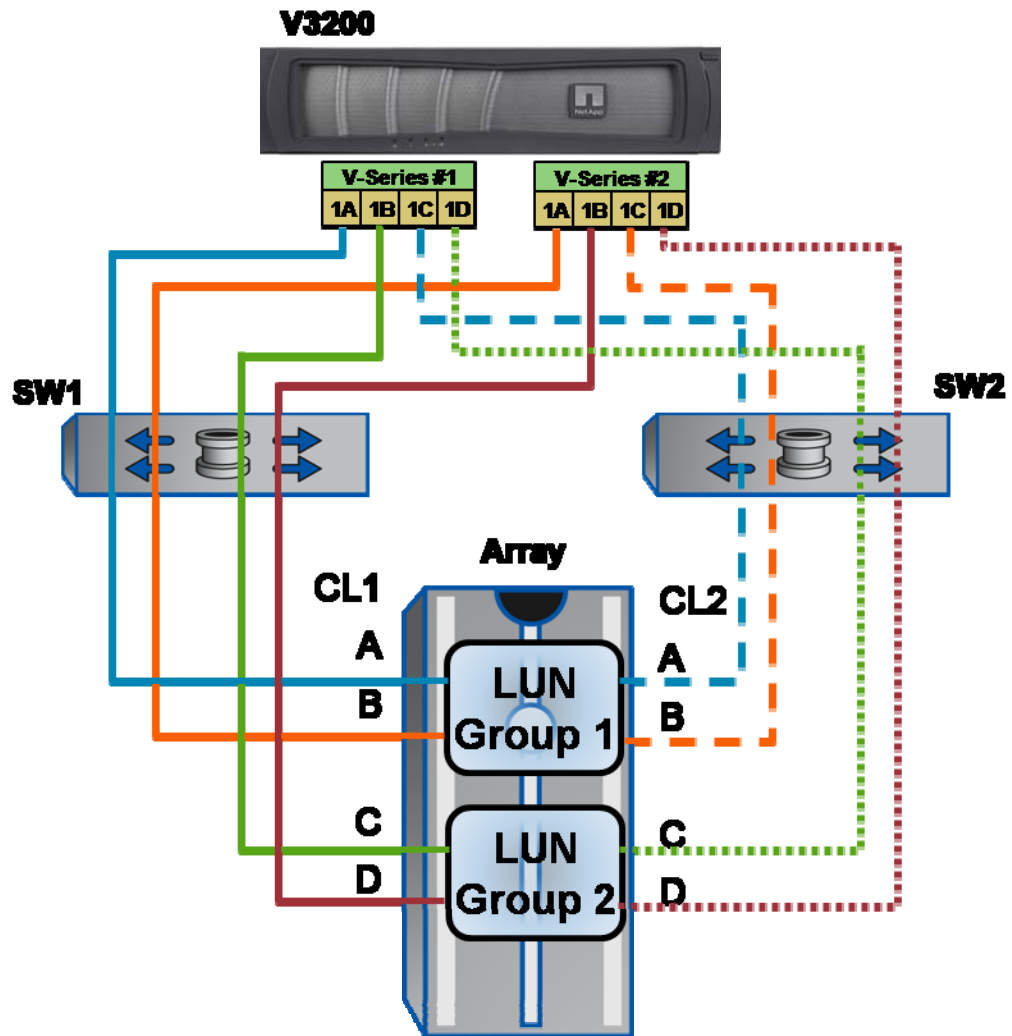 V3200
NetApp
V-Series #1
1A 1B 1C 1D
V-Series #2
1A 1B 1C 1D
SW1
SW2
Array
CL1
CL2
A
B
A
B
LUN
Group 1
C
D
C
D
LUN
Group 2